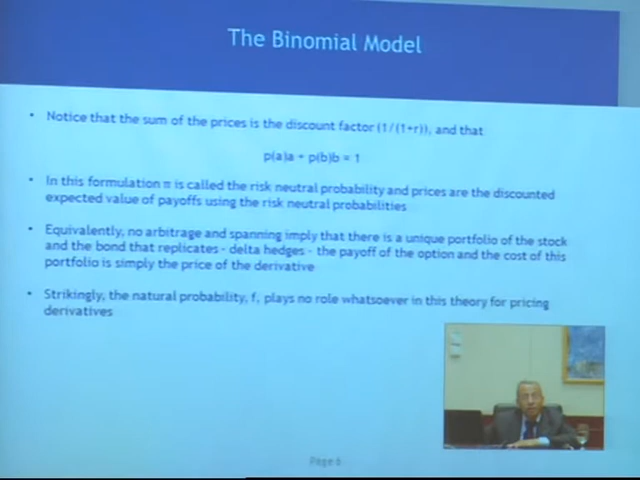 The Binomial Model
• Notice that the sum of the prices is the discount factor (1/(1+r)), and that
p(a)a + p(b)b = 1
• In this formulation π is called the risk neutral probability and prices are the discounted
expected value of payoffs using the risk neutral probabilities
• Equivalently, no arbitrage and spanning imply that there is a unique portfolio of the stock
and the bond that replicates - delta hedges - the payoff of the option and the cost of this
portfolio is simply the price of the derivative
• Strikingly, the natural probability, f, plays no role whatsoever in this theory for pricing
derivatives
Page 6